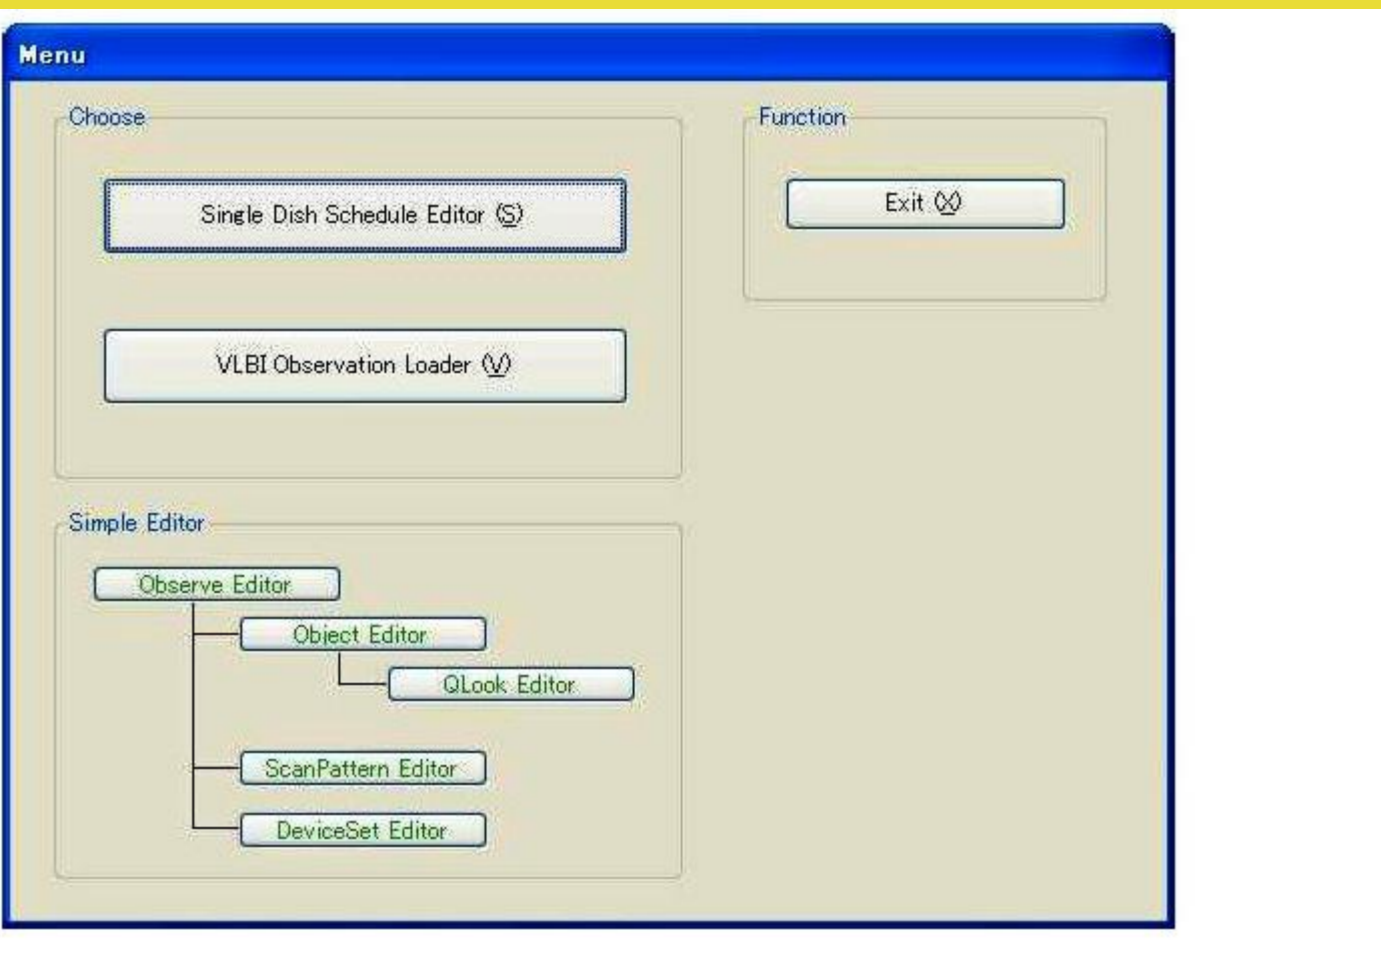 Menu
Choose
Single Dish Schedule Editor (S)
VLBI Observation Loader (V)
Function
Exit (X)
Simple Editor
Observe Editor
Object Editor
QLook Editor
ScanPattern Editor
DeviceSet Editor